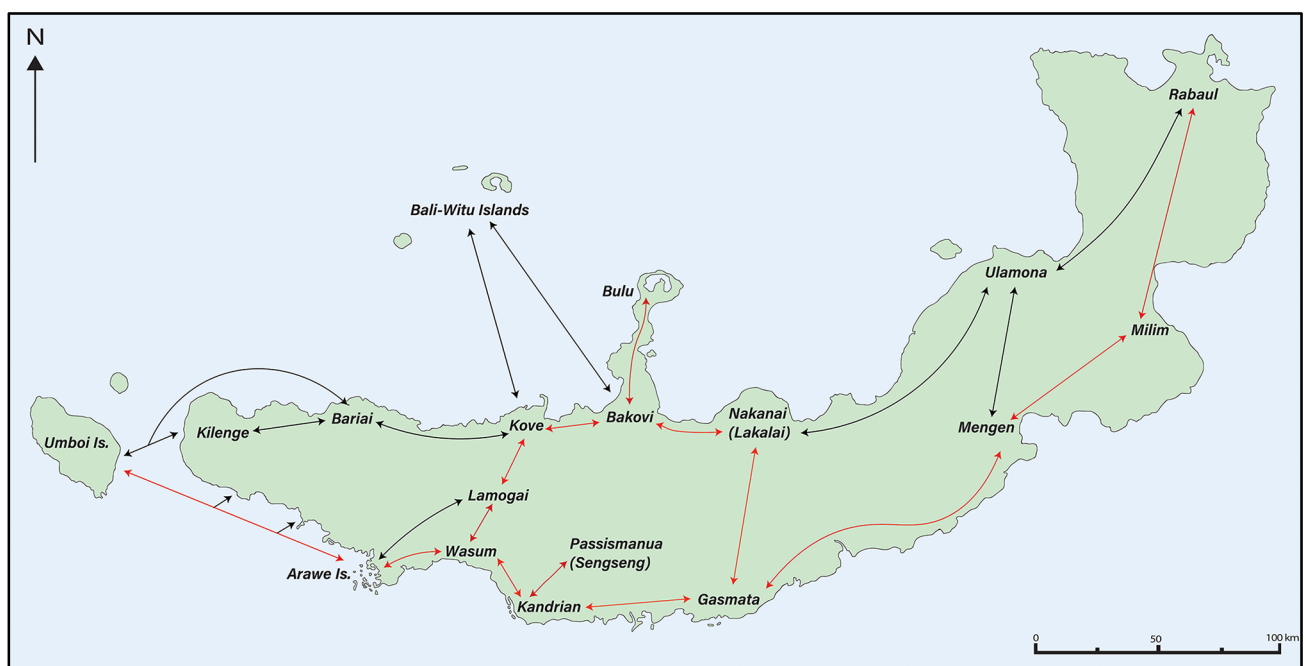 N
Rabaul
Bali-Witu Islands
Ulamona
Bulu
Milim
Umboi Is.
Kilenge
Bariai
Kove
Bakovi
Nakanai
(Lakalai)
Mengen
Lamogai
Wasum
Passismanua
(Sengseng)
Arawe Is.
Kandrian
Gasmata
0 50 100 km